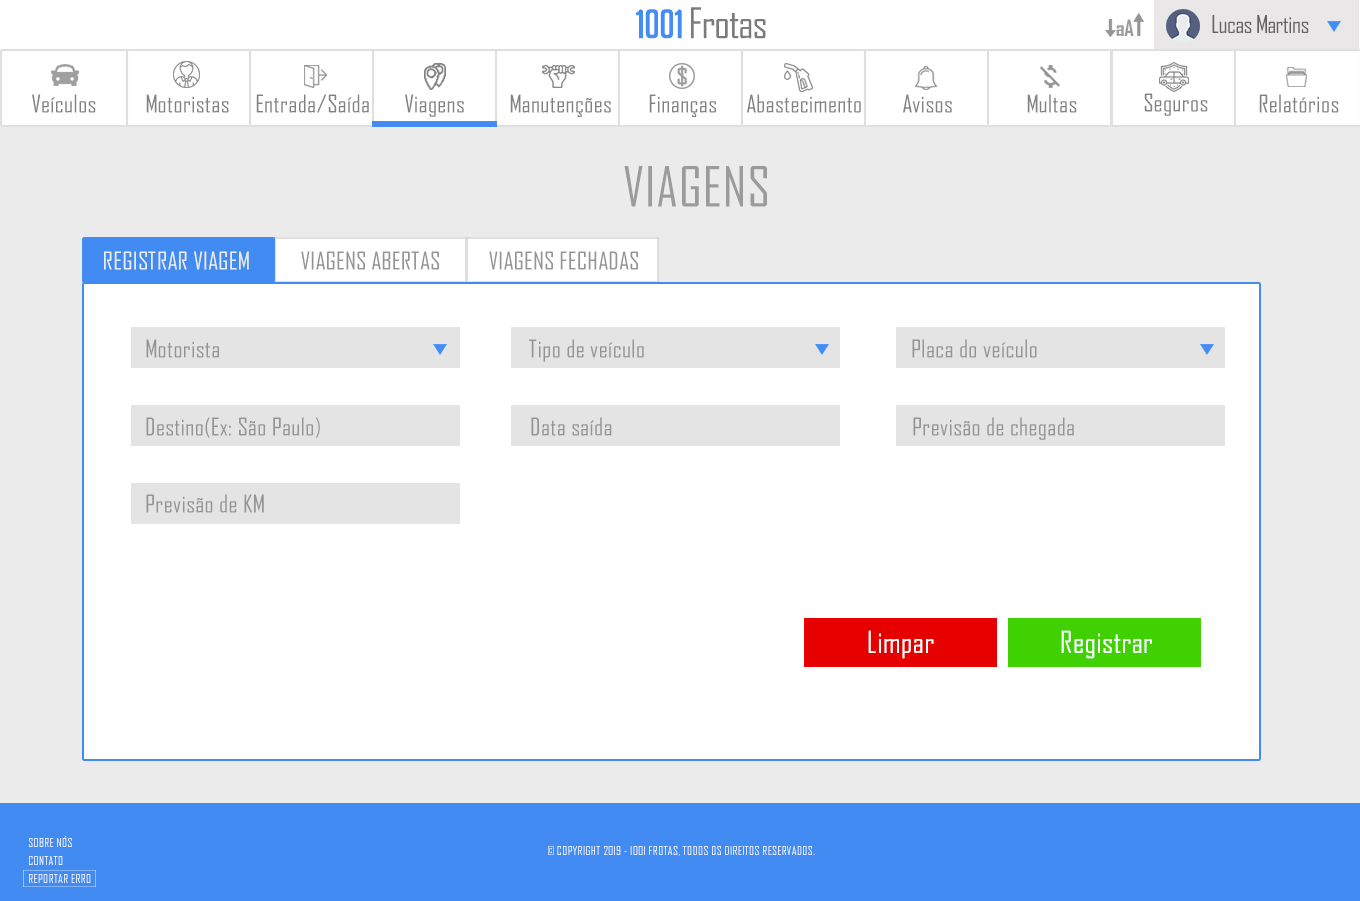 1001 Frotas
aA
Lucas Martins
Veículos
Motoristas
Entrada/Saída
Viagens
Manutenções
Finanças
Abastecimento
Avisos
Multas
Seguros
Relatórios
VIAGENS
REGISTRAR VIAGEM
VIAGENS ABERTAS
VIAGENS FECHADAS
Motorista
Tipo de veículo
Placa do veículo
Destino(Ex: São Paulo)
Data saída
Previsão de chegada
Previsão de KM
Limpar
Registrar
SOBRE NÓS
CONTATO
REPORTAR ERRO
© COPYRIGHT 2019 - 1001 FROTAS, TODOS OS DIREITOS RESERVADOS.